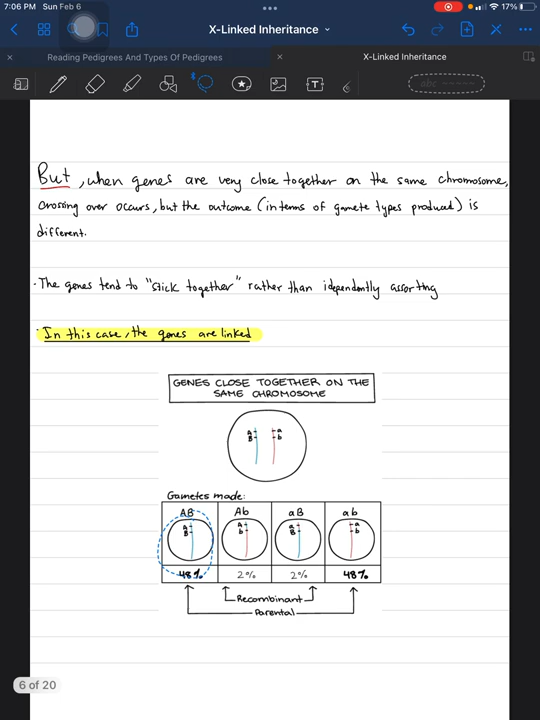 7:06 PM Sun Feb 6
17%
X-Linked Inheritance
Reading Pedigrees And Types Of Pedigrees
X-Linked Inheritance
But, when genes are very close together on the same chromosome,
crossing over occurs, but the outcome (in terms of gamete types produced) is
different.
· The genes tend to "stick together" rather than idependently assorting
· In this case, the genes are linked
GENES CLOSE TOGETHER ON THE
SAME CHROMOSOME
A a
B b
Gametes made:
AB Ab aB ab
A A a a
B b B b
48% 2% 2% 48%
Recombinant
Parental
6 of 20